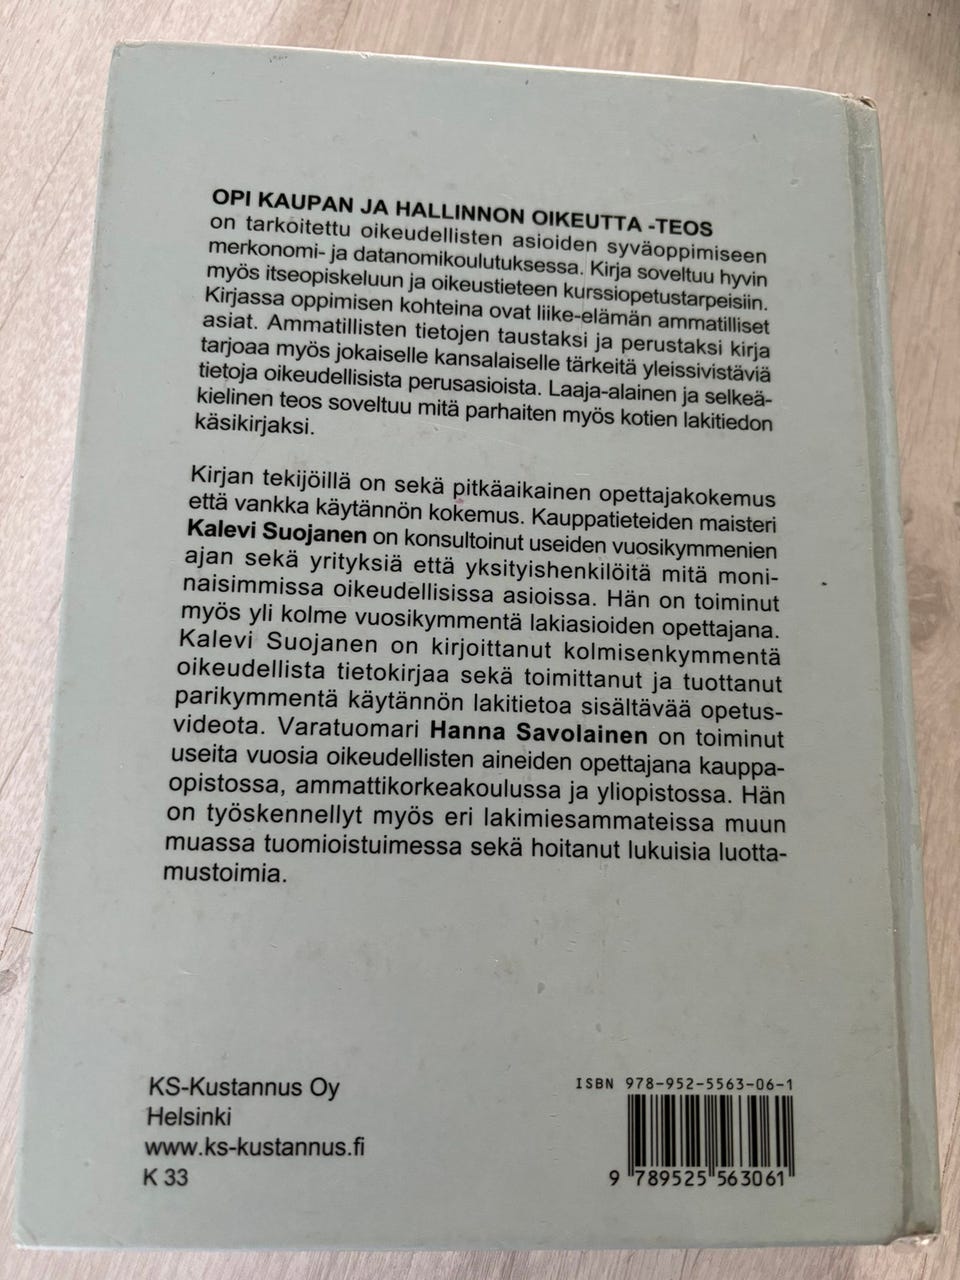 OPI KAUPAN JA HALLINNON OIKEUTTA -TEOS
on tarkoitettu oikeudellisten asioiden syväoppimiseen
merkonomi- ja datanomikoulutuksessa. Kirja soveltuu hyvin
myös itseopiskeluun ja oikeustieteen kurssiopetustarpeisiin.
Kirjassa oppimisen kohteina ovat liike-elämän ammatilliset
asiat. Ammatillisten tietojen taustaksi ja perustaksi kirja
tarjoaa myös jokaiselle kansalaiselle tärkeitä yleissivistäviä
tietoja oikeudellisista perusasioista. Laaja-alainen ja selkeä-
kielinen teos soveltuu mitä parhaiten myös kotien lakitiedon
käsikirjaksi.
Kirjan tekijöillä on sekä pitkäaikainen opettajakokemus
että vankka käytännön kokemus. Kauppatieteiden maisteri
Kalevi Suojanen on konsultoinut useiden vuosikymmenien
ajan sekä yrityksiä että yksityishenkilöitä mitä moni-
naisimmissa oikeudellisissa asioissa. Hän on toiminut
myös yli kolme vuosikymmentä lakiasioiden opettajana.
Kalevi Suojanen on kirjoittanut kolmisenkymmentä
oikeudellista tietokirjaa sekä toimittanut ja tuottanut
parikymmentä käytännön lakitietoa sisältävää opetus-
videota. Varatuomari Hanna Savolainen on toiminut
useita vuosia oikeudellisten aineiden opettajana kauppa-
opistossa, ammattikorkeakoulussa ja yliopistossa. Hän
on työskennellyt myös eri lakimiesammateissa muun
muassa tuomioistuimessa sekä hoitanut lukuisia luotta-
mustoimia.
KS-Kustannus Oy
Helsinki
www.ks-kustannus.fi
K 33
ISBN 978-952-5563-06-1
9 789525 563061